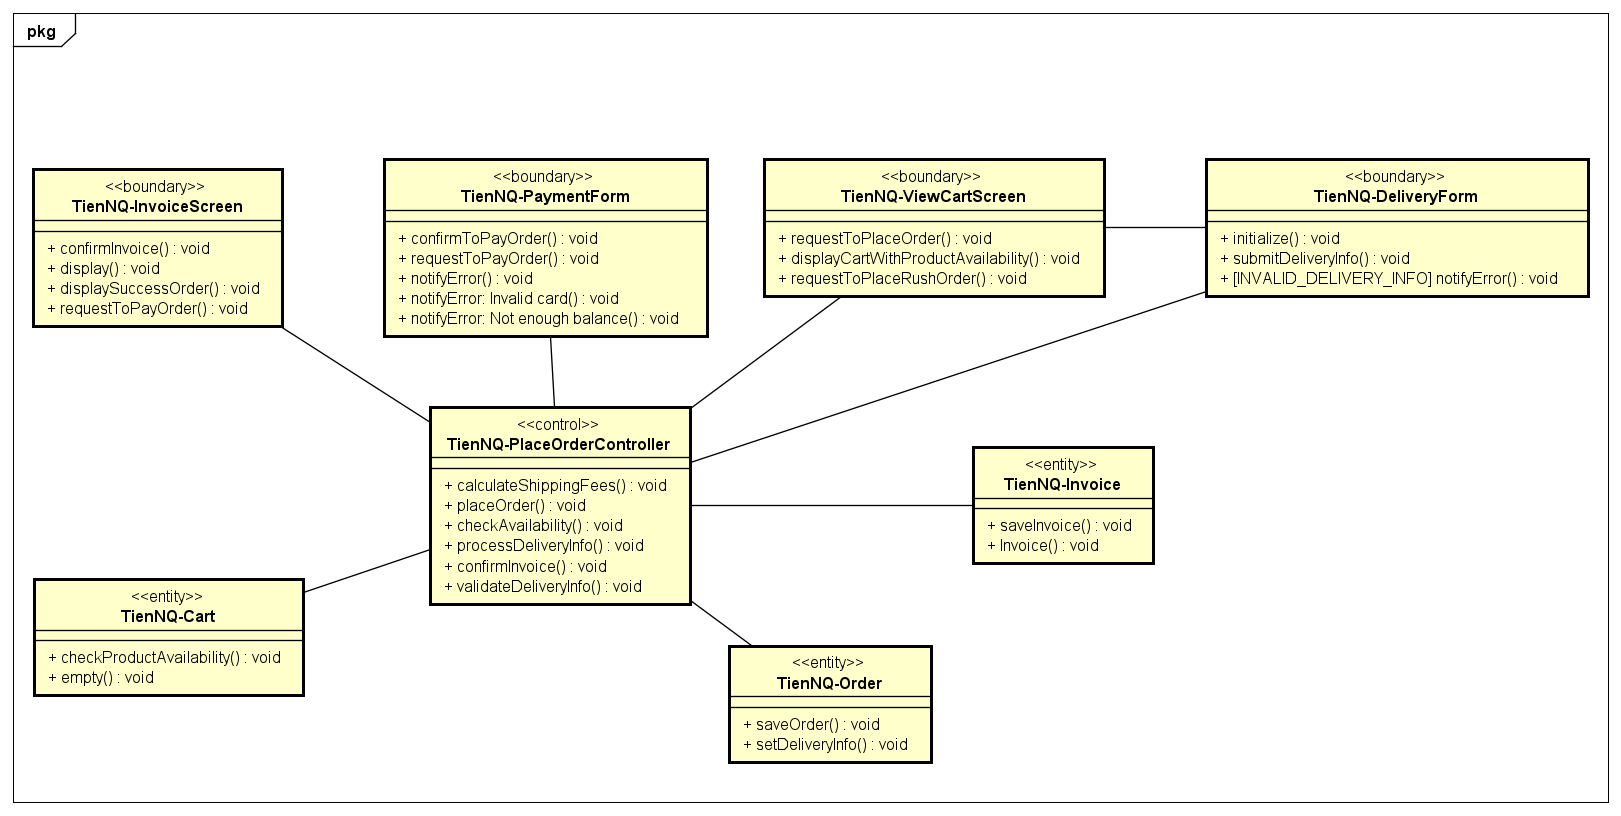 pkg
<<boundary>>
TienNQ-InvoiceScreen
+ confirmInvoice() : void
+ display() : void
+ displaySuccessOrder() : void
+ requestToPayOrder() : void
<<boundary>>
TienNQ-PaymentForm
+ confirmToPayOrder() : void
+ requestToPayOrder() : void
+ notifyError() : void
+ notifyError: Invalid card() : void
+ notifyError: Not enough balance() : void
<<boundary>>
TienNQ-ViewCartScreen
+ requestToPlaceOrder() : void
+ displayCartWithProductAvailability() : void
+ requestToPlaceRushOrder() : void
<<boundary>>
TienNQ-DeliveryForm
+ initialize() : void
+ submitDeliveryInfo() : void
+ [INVALID_DELIVERY_INFO] notifyError() : void
<<control>>
TienNQ-PlaceOrderController
+ calculateShippingFees() : void
+ placeOrder() : void
+ checkAvailability() : void
+ processDeliveryInfo() : void
+ confirmInvoice() : void
+ validateDeliveryInfo() : void
<<entity>>
TienNQ-Invoice
+ saveInvoice() : void
+ Invoice() : void
<<entity>>
TienNQ-Cart
+ checkProductAvailability() : void
+ empty() : void
<<entity>>
TienNQ-Order
+ saveOrder() : void
+ setDeliveryInfo() : void